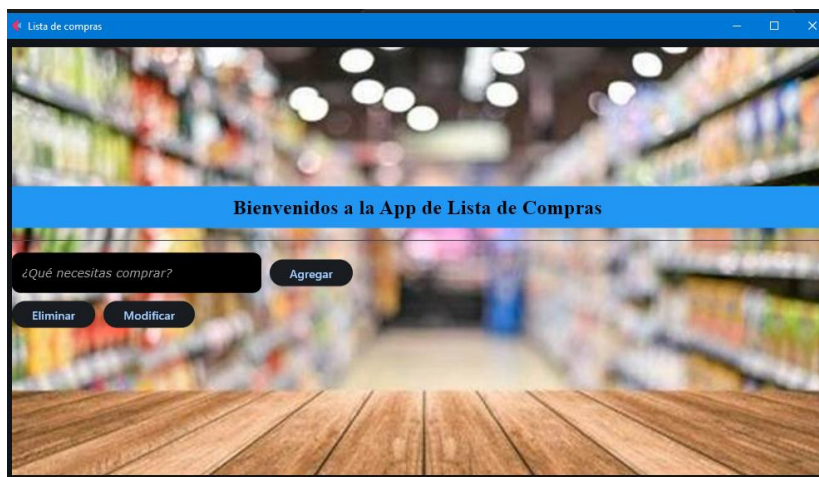 Lista de compras
Bienvenidos a la App de Lista de Compras
¿Qué necesitas comprar?
Agregar
Eliminar
Modificar